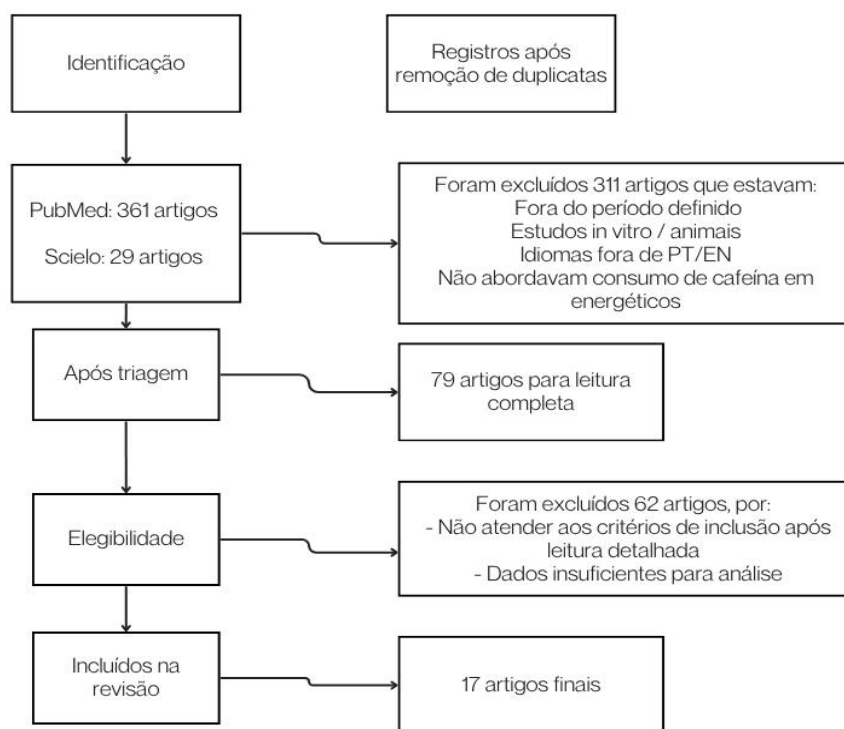 Identificação
Registros após
remoção de duplicatas
PubMed: 361 artigos
Scielo: 29 artigos
Foram excluídos 311 artigos que estavam:
Fora do período definido
Estudos in vitro / animais
Idiomas fora de PT/EN
Não abordavam consumo de cafeína em
energéticos
Após triagem
79 artigos para leitura
completa
Elegibilidade
Foram excluídos 62 artigos, por:
- Não atender aos critérios de inclusão após
leitura detalhada
- Dados insuficientes para análise
Incluídos na
revisão
17 artigos finais